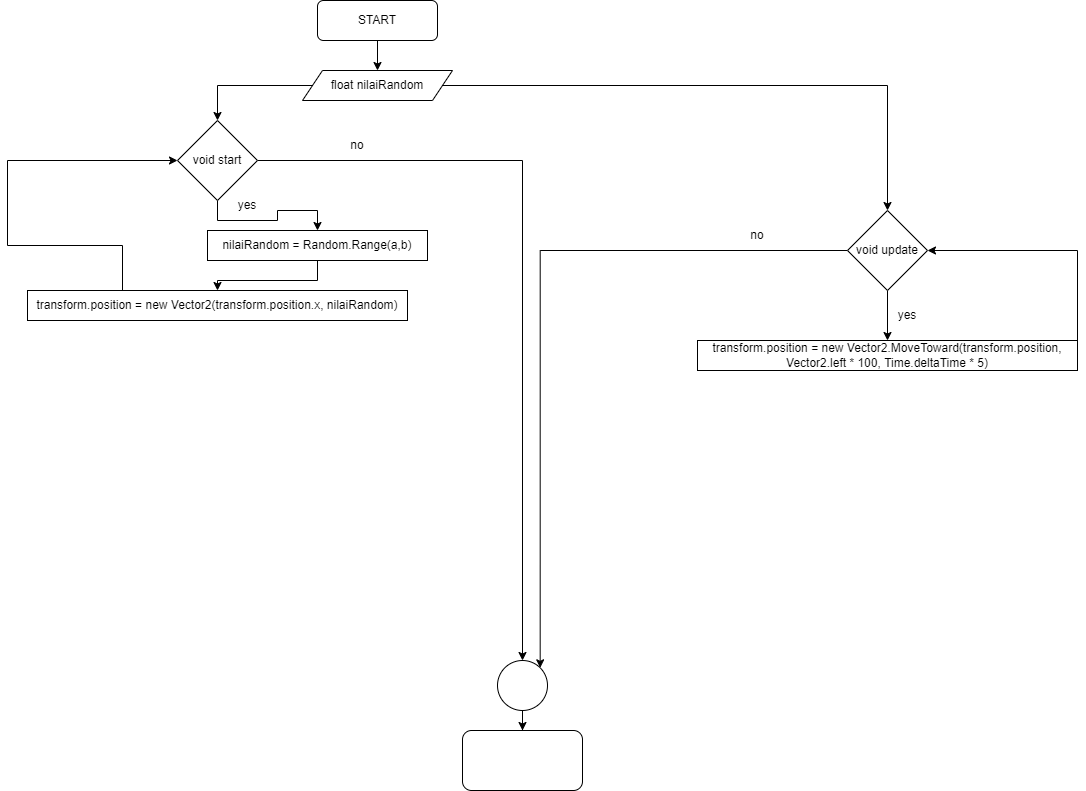 START
float nilaiRandom
void start
no
yes
nilaiRandom = Random.Range(a,b)
transform.position = new Vector2(transform.position.x, nilaiRandom)
no
void update
yes
transform.position = new Vector2.MoveToward(transform.position,
Vector2.left * 100, Time.deltaTime * 5)